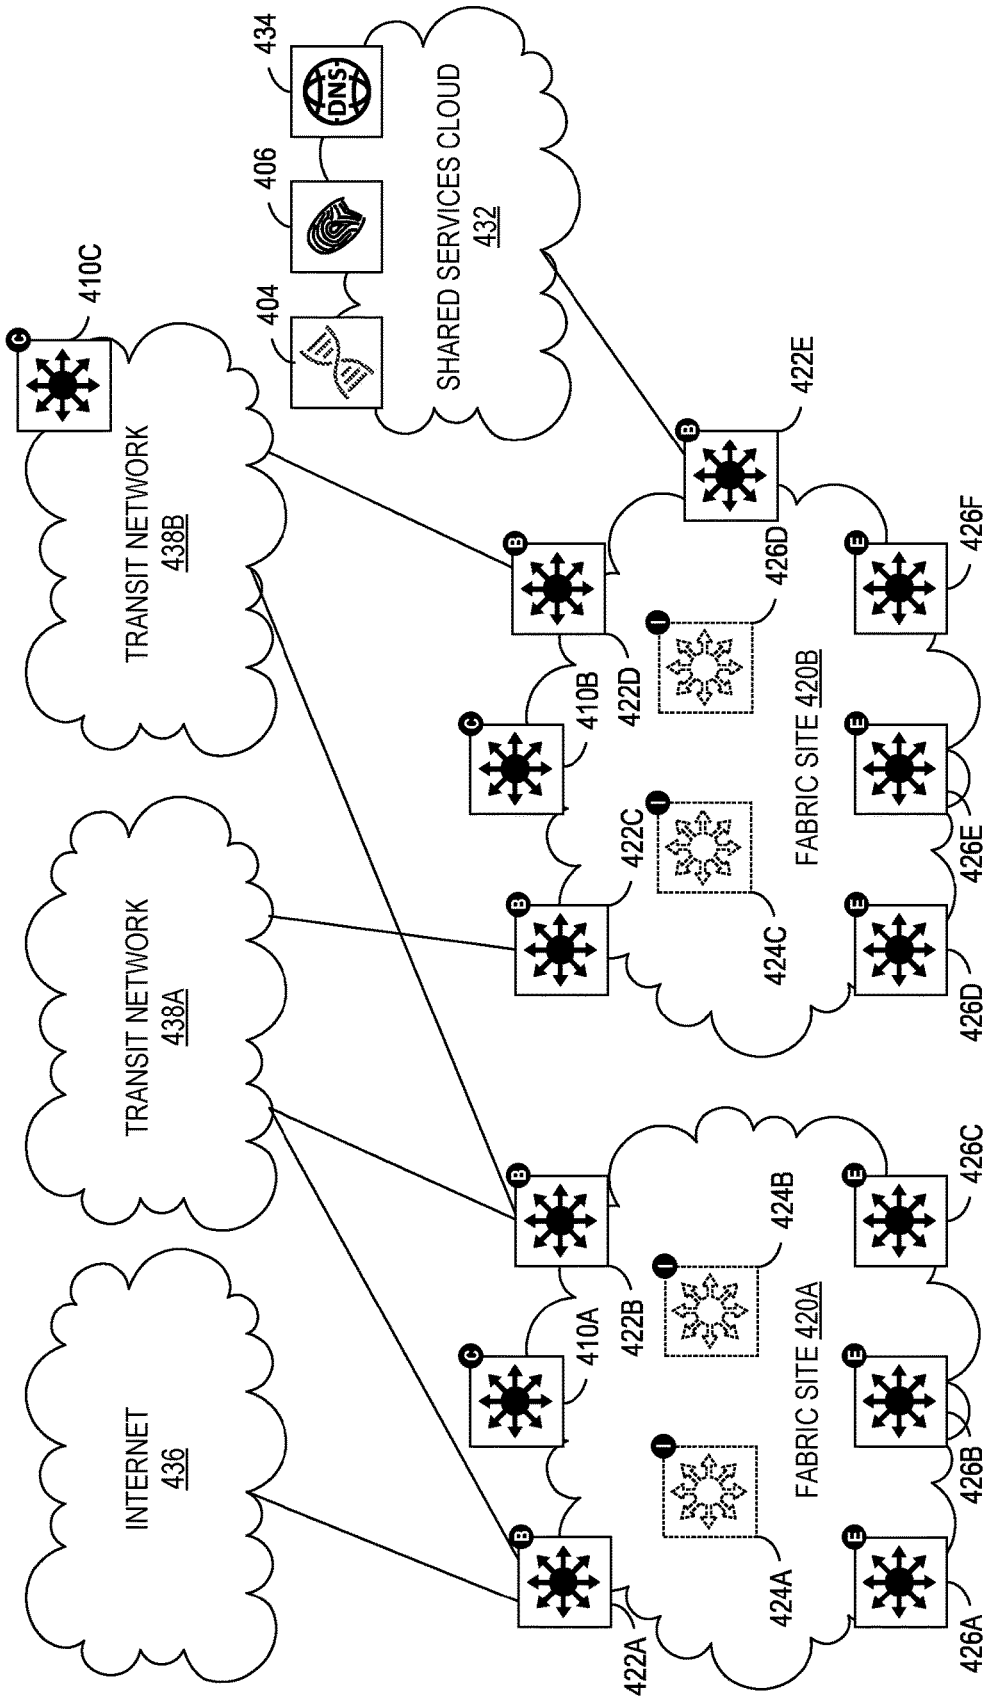 C
410C
INTERNET
436
TRANSIT NETWORK
438A
TRANSIT NETWORK
438B
404
406
434
DNS
SHARED SERVICES CLOUD
432
C
410A
B
422A
B
422B
C
410B
B
422C
B
422D
B
422E
I
424A
I
424B
I
424C
I
426D
FABRIC SITE 420A
FABRIC SITE 420B
E
E
E
E
E
E
426A
426B
426C
426D
426E
426F